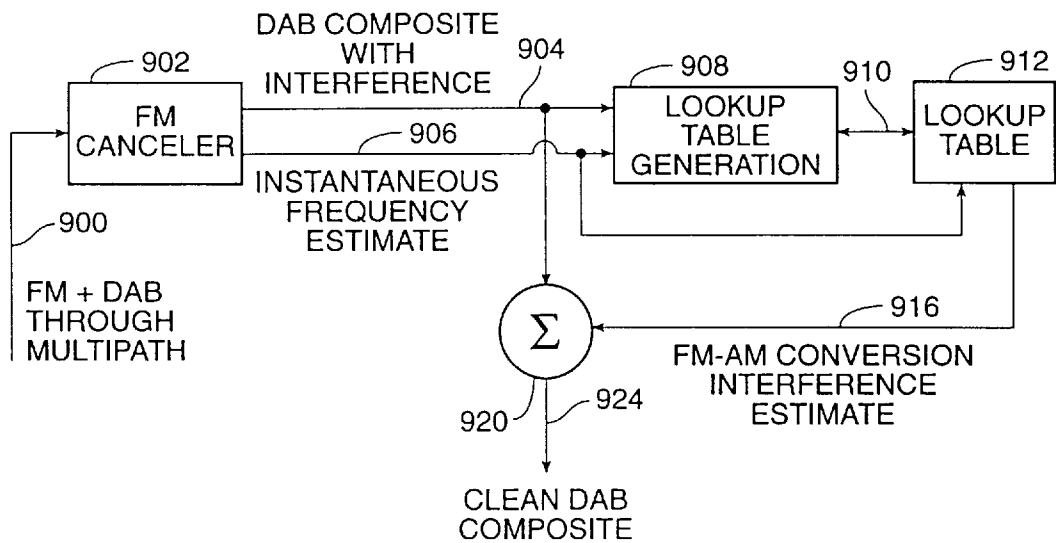 DAB COMPOSITE
WITH
INTERFERENCE
902
904
908
912
FM
CANCELER
906
LOOKUP
TABLE
GENERATION
910
LOOKUP
TABLE
INSTANTANEOUS
FREQUENCY
ESTIMATE
900
FM + DAB
THROUGH
MULTIPATH
Σ
916
FM-AM CONVERSION
INTERFERENCE
ESTIMATE
920
924
CLEAN DAB
COMPOSITE